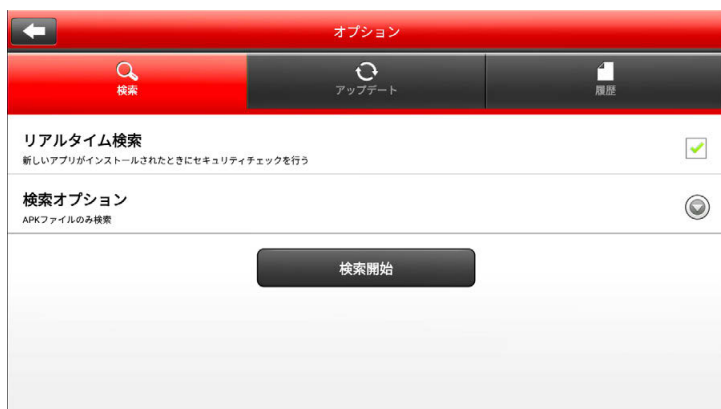 オプション
検索
アップデート
履歴
リアルタイム検索
新しいアプリがインストールされたときにセキュリティチェックを行う
検索オプション
APKファイルのみ検索
検索開始